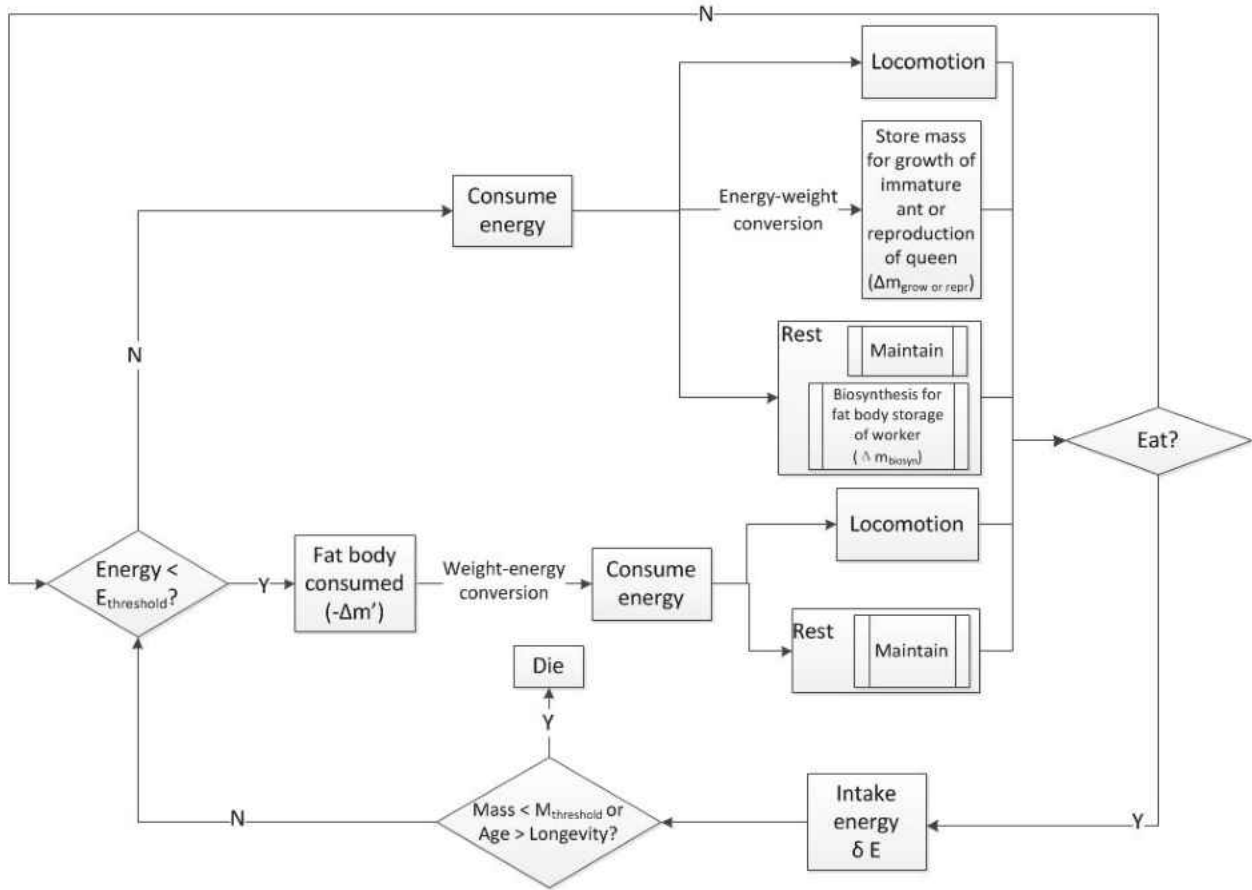 N
Locomotion
Store mass
for growth of
immature
ant or
reproduction
of queen
(Δm_grow or repr)
Consume
energy
Energy-weight
conversion
Rest
Maintain
Biosynthesis for
fat body storage
of worker
( Δ m_biosyn)
N
Eat?
Locomotion
Energy <
E_threshold?
Y
Fat body
consumed
(-Δm')
Weight-energy
conversion
Consume
energy
Rest
Maintain
Die
Y
Mass < M_threshold or
Age > Longevity?
N
Intake
energy
δ E
Y